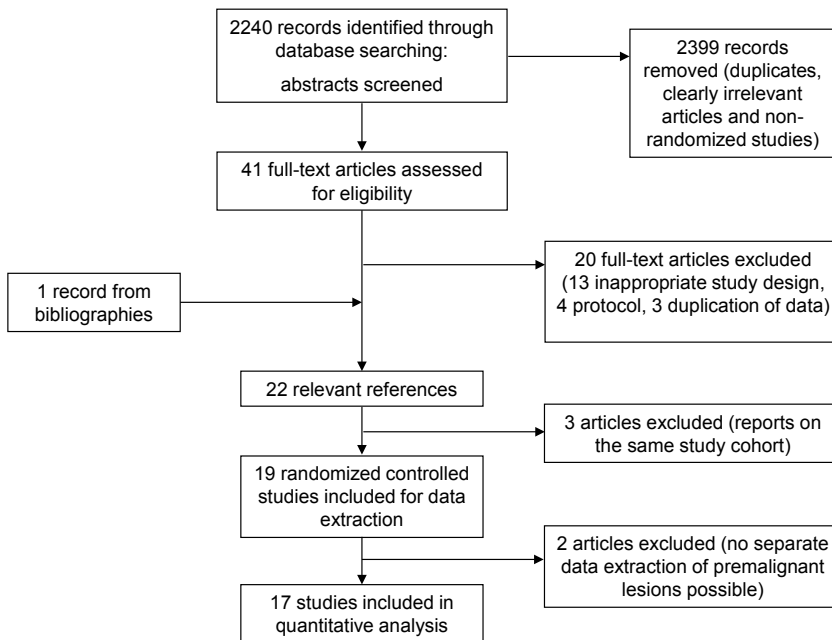 2240 records identified through
database searching:
abstracts screened
2399 records
removed (duplicates,
clearly irrelevant
articles and non-
randomized studies)
41 full-text articles assessed
for eligibility
20 full-text articles excluded
(13 inappropriate study design,
4 protocol, 3 duplication of data)
1 record from
bibliographies
22 relevant references
3 articles excluded (reports on
the same study cohort)
19 randomized controlled
studies included for data
extraction
2 articles excluded (no separate
data extraction of premalignant
lesions possible)
17 studies included in
quantitative analysis